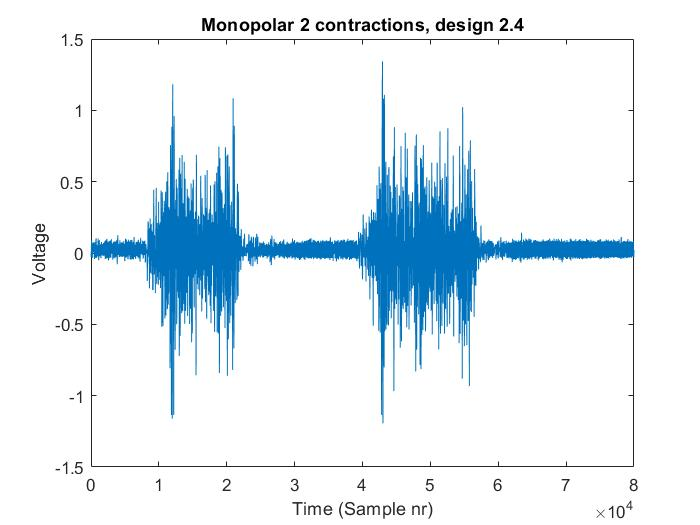 Monopolar 2 contractions, design 2.4
1.5
1
0.5
0
-0.5
-1
-1.5
Voltage
0 1 2 3 4 5 6 7 8
Time (Sample nr)
×10^4